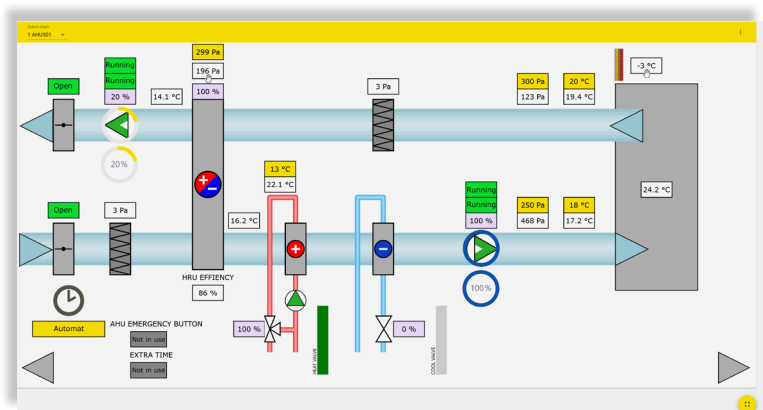 Select chart
1 AHU301
299 Pa
196 Pa
100 %
Running
Running
20 %
Open
14.1 °C
3 Pa
300 Pa
123 Pa
20 °C
19.4 °C
-3 °C
20%
13 °C
22.1 °C
24.2 °C
Running
Running
100 %
250 Pa
468 Pa
18 °C
17.2 °C
Open
3 Pa
16.2 °C
HRU EFFIENCY
86 %
100%
Automat
AHU EMERGENCY BUTTON
Not in use
EXTRA TIME
Not in use
100 %
HEAT VALVE
0 %
COOL VALVE